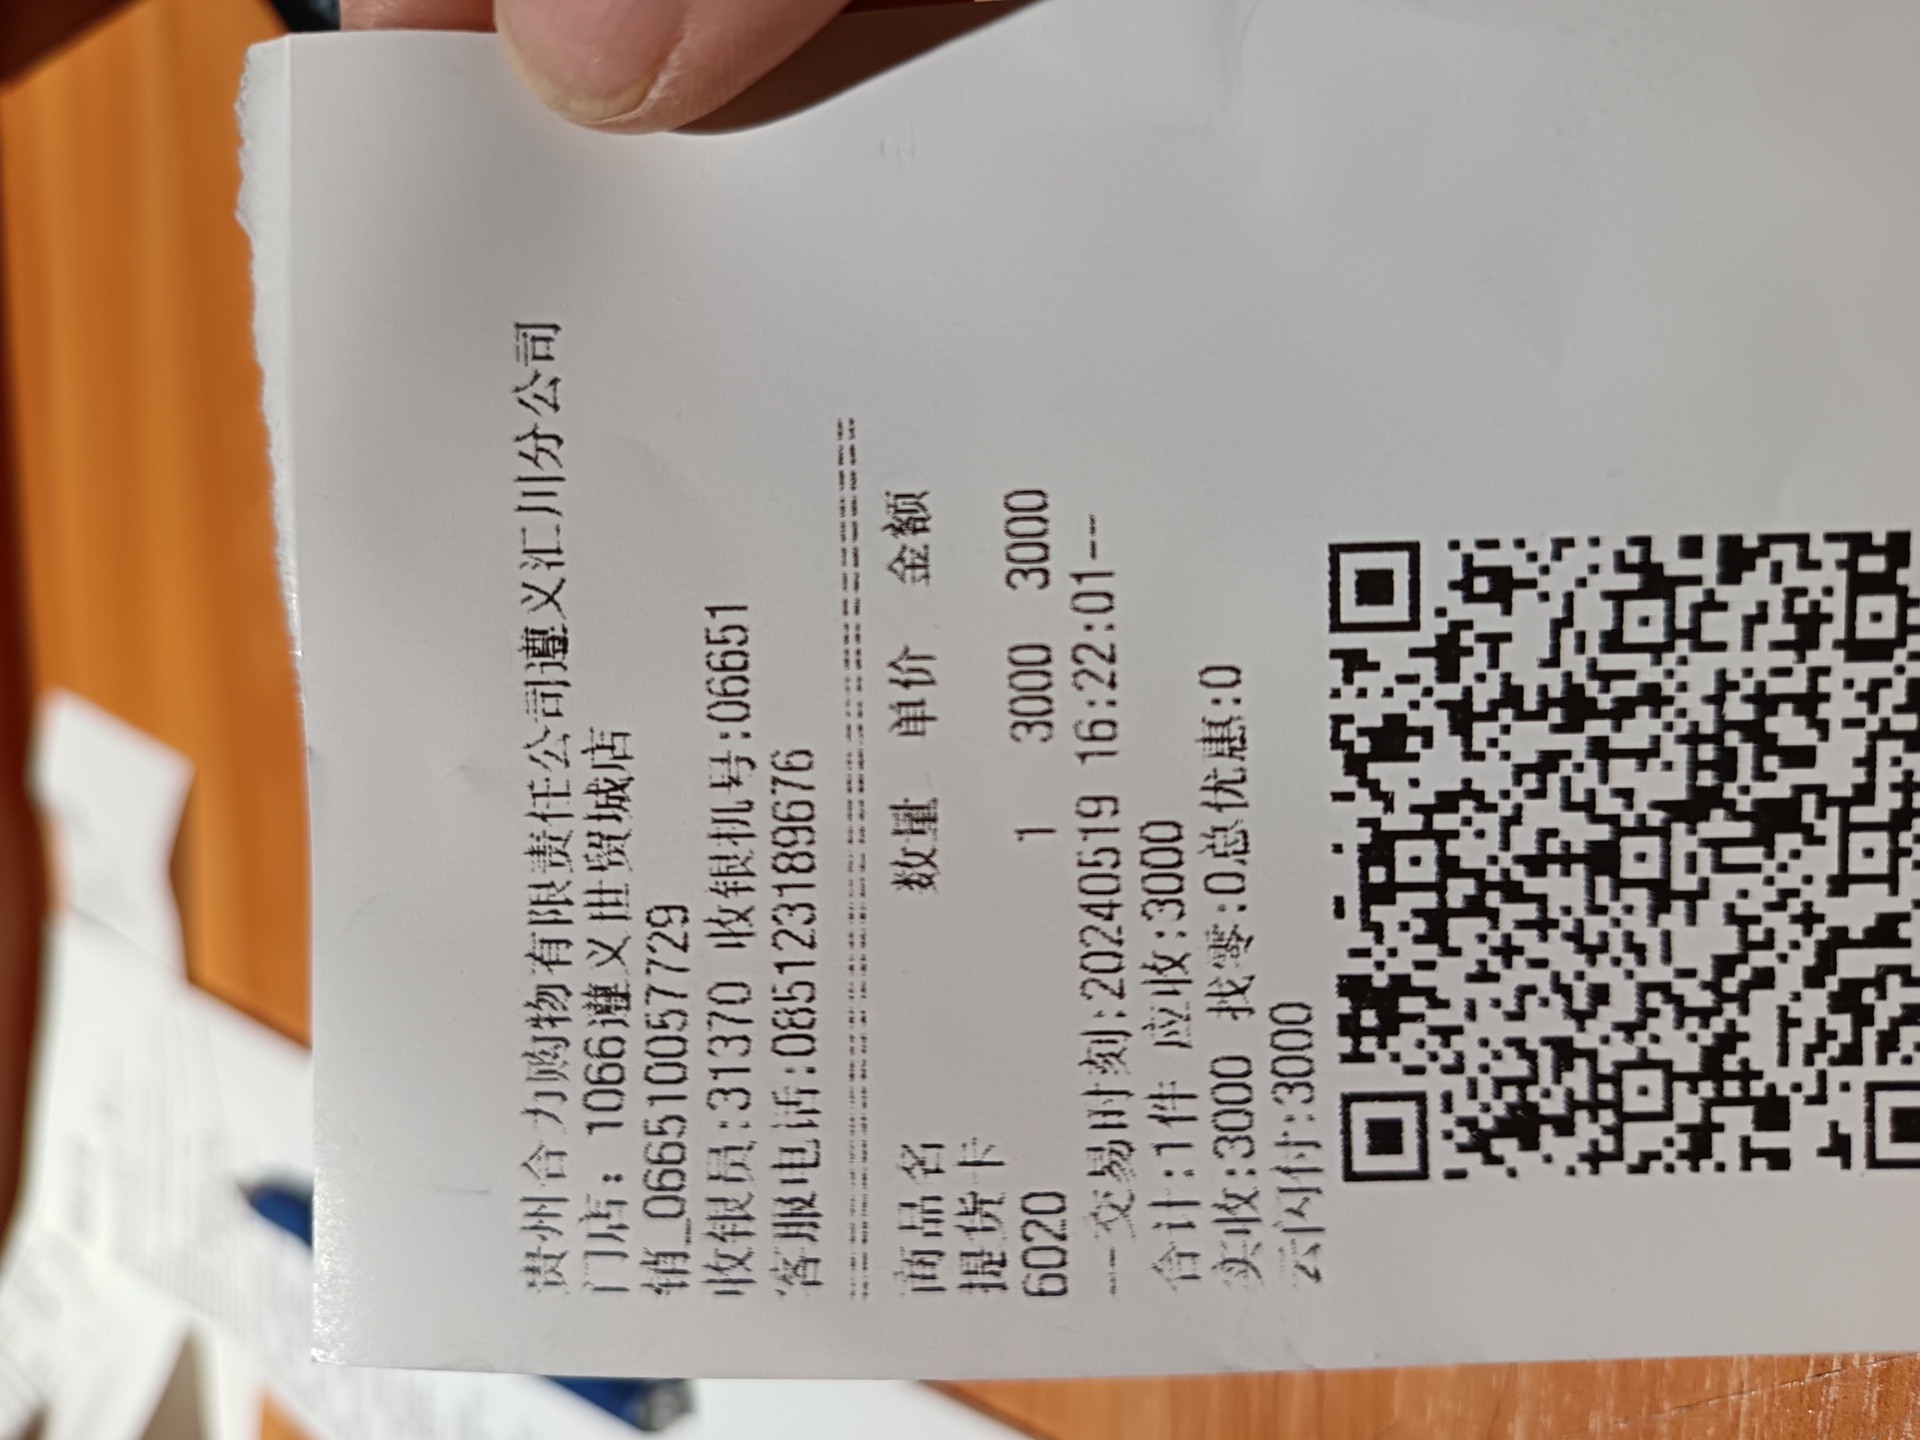 贵州合力购物有限责任公司遵义汇川分公司
门店: 1066遵义世贸城店
销_066510057729
收银员:31370 收银机号:06651
客服电话:085123189676
商品名 数量 单价 金额
提货卡
6020 1 3000 3000
--交易时刻:20240519 16:22:01--
合计:1件 应收:3000
实收:3000 找零:0总优惠:0
云闪付:3000